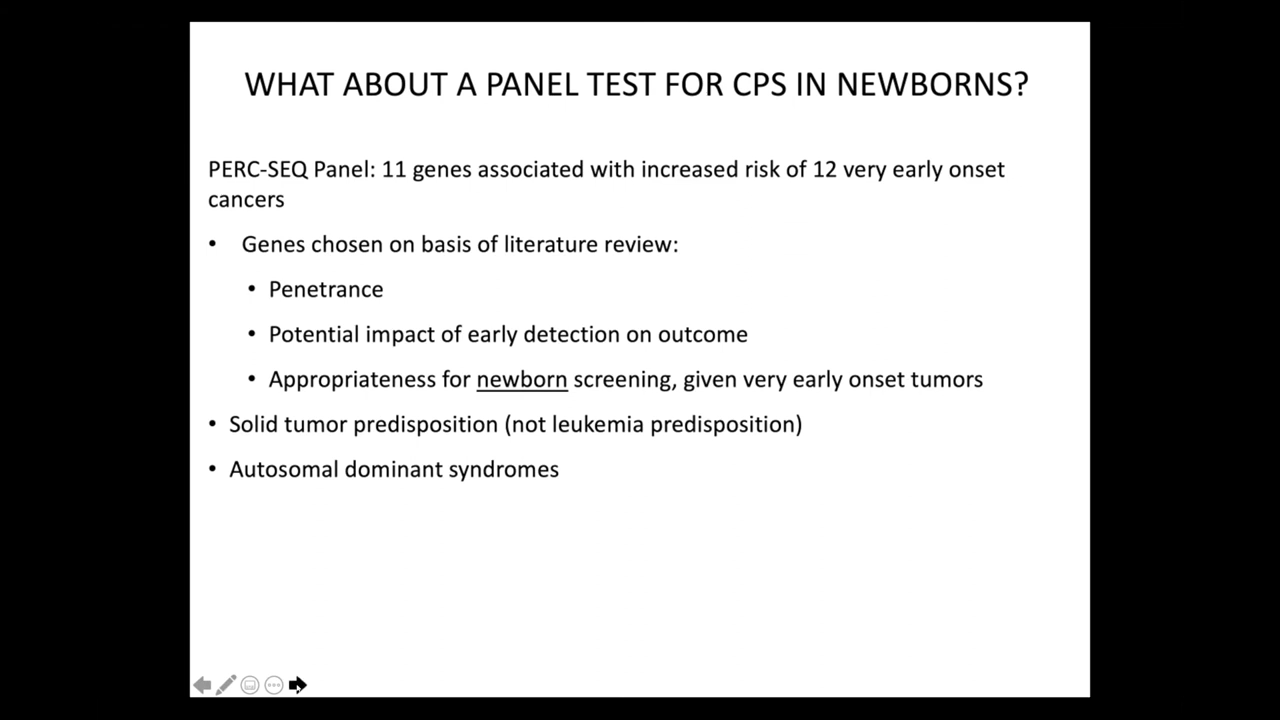 WHAT ABOUT A PANEL TEST FOR CPS IN NEWBORNS?
PERC-SEQ Panel: 11 genes associated with increased risk of 12 very early onset
cancers
• Genes chosen on basis of literature review:
• Penetrance
• Potential impact of early detection on outcome
• Appropriateness for newborn screening, given very early onset tumors
• Solid tumor predisposition (not leukemia predisposition)
• Autosomal dominant syndromes